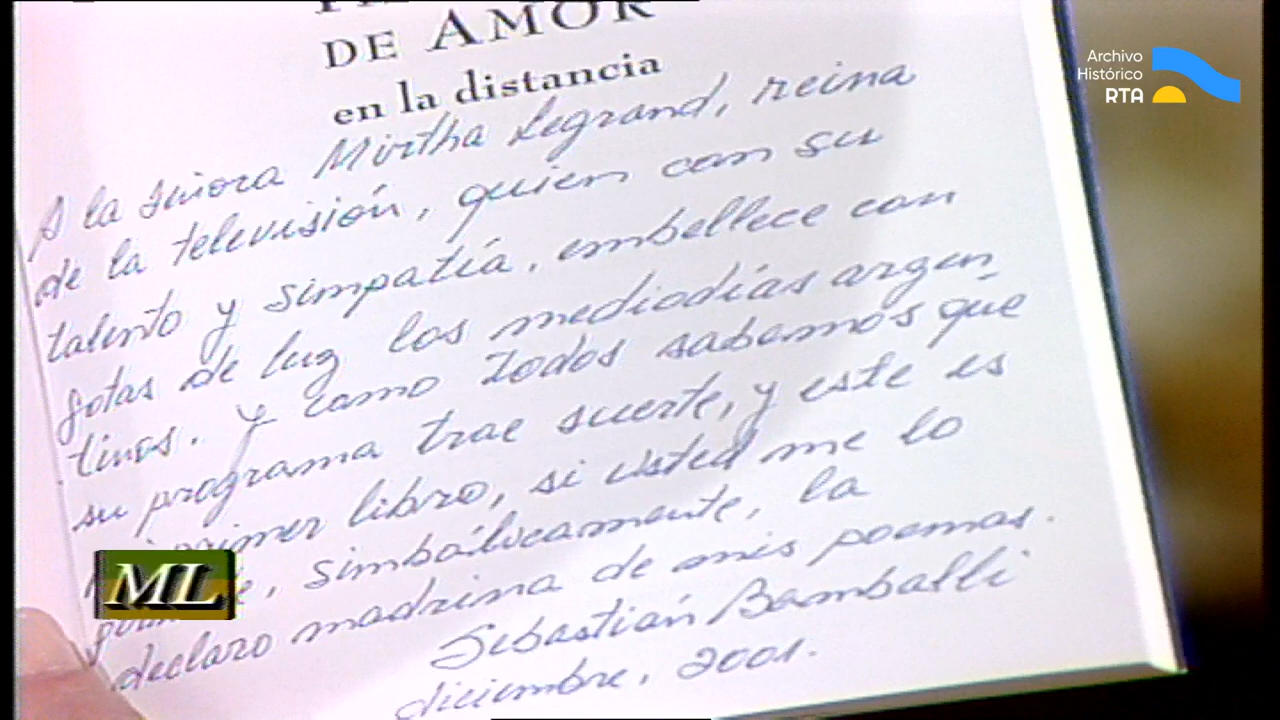 DE AMOR
en la distancia
A la señora Mirtha Legrand, reina
de la televisión, quien con su
talento y simpatía, embellece con
gotas de luz los mediodías argen-
tinos. Y como todos sabemos que
su programa trae suerte, y este es
primer libro, si usted me lo
, simbólicamente, la
declaro madrina de mis poemas.
Sebastián Bamballi
diciembre, 2001.
ML
Archivo
Histórico
RTA